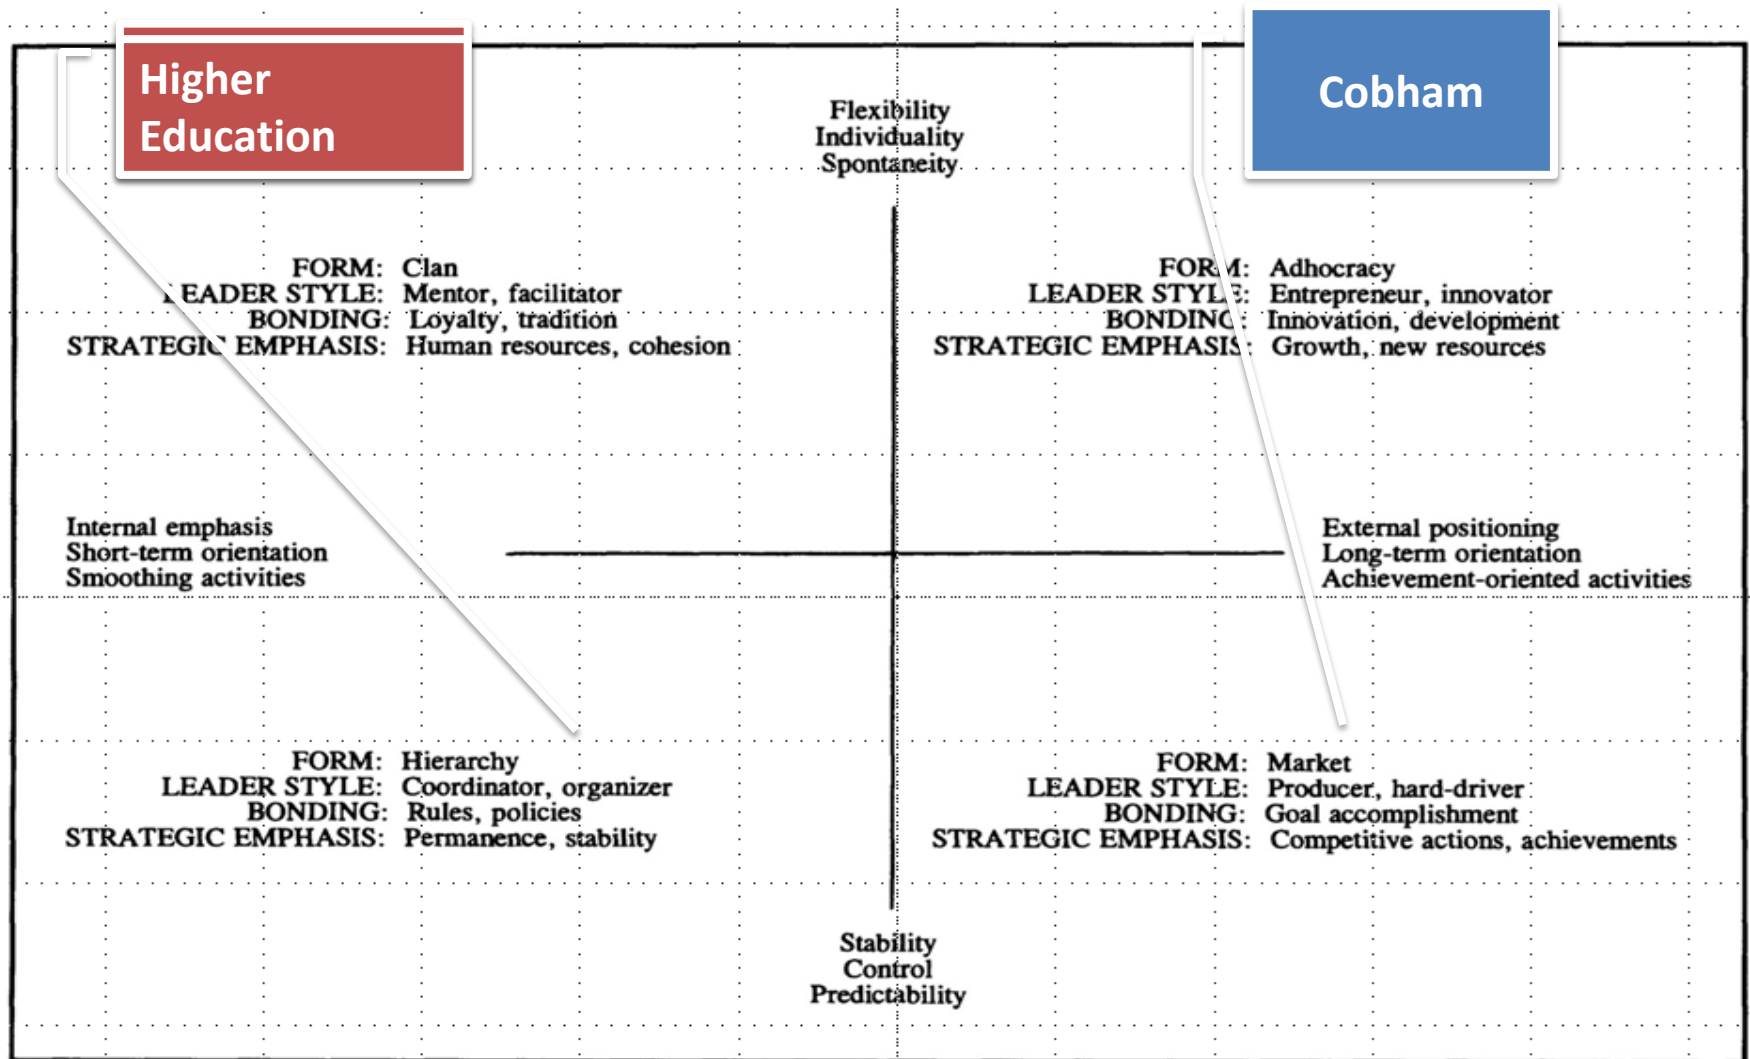 Higher
Education
Cobham
Flexibility
Individuality
Spontaneity
FORM: Clan
LEADER STYLE: Mentor, facilitator
BONDING: Loyalty, tradition
STRATEGIC EMPHASIS: Human resources, cohesion
FORM: Adhocracy
LEADER STYLE: Entrepreneur, innovator
BONDING: Innovation, development
STRATEGIC EMPHASIS: Growth, new resources
Internal emphasis
Short-term orientation
Smoothing activities
External positioning
Long-term orientation
Achievement-oriented activities
FORM: Hierarchy
LEADER STYLE: Coordinator, organizer
BONDING: Rules, policies
STRATEGIC EMPHASIS: Permanence, stability
FORM: Market
LEADER STYLE: Producer, hard-driver
BONDING: Goal accomplishment
STRATEGIC EMPHASIS: Competitive actions, achievements
Stability
Control
Predictability